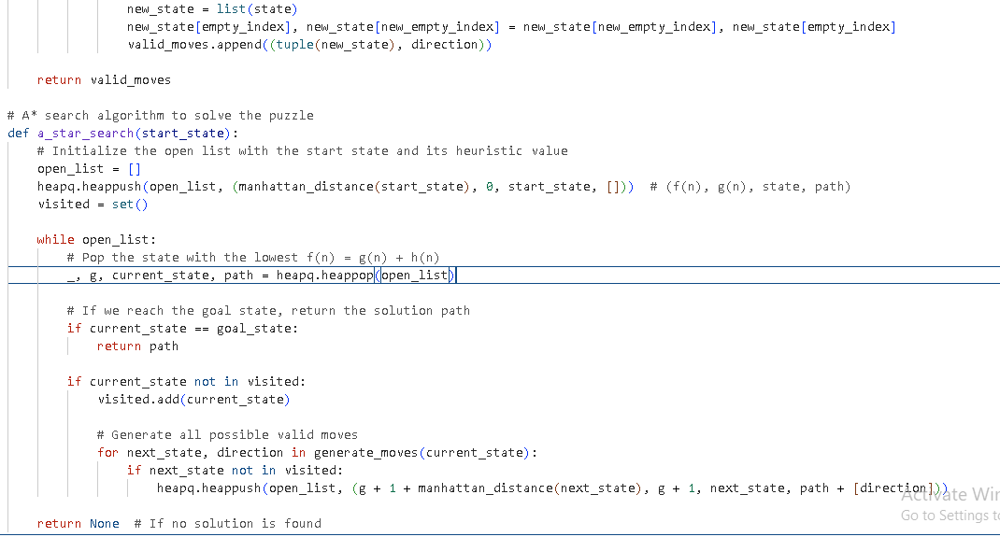 new_state = list(state)
new_state[empty_index], new_state[new_empty_index] = new_state[new_empty_index], new_state[empty_index]
valid_moves.append((tuple(new_state), direction))
return valid_moves
# A* search algorithm to solve the puzzle
def a_star_search(start_state):
# Initialize the open list with the start state and its heuristic value
open_list = []
heapq.heappush(open_list, (manhattan_distance(start_state), 0, start_state, []))  # (f(n), g(n), state, path)
visited = set()
while open_list:
# Pop the state with the lowest f(n) = g(n) + h(n)
_, g, current_state, path = heapq.heappop(open_list)
# If we reach the goal state, return the solution path
if current_state == goal_state:
return path
if current_state not in visited:
visited.add(current_state)
# Generate all possible valid moves
for next_state, direction in generate_moves(current_state):
if next_state not in visited:
heapq.heappush(open_list, (g + 1 + manhattan_distance(next_state), g + 1, next_state, path + [direction]))
Activate Win
Go to Settings to
return None  # If no solution is found